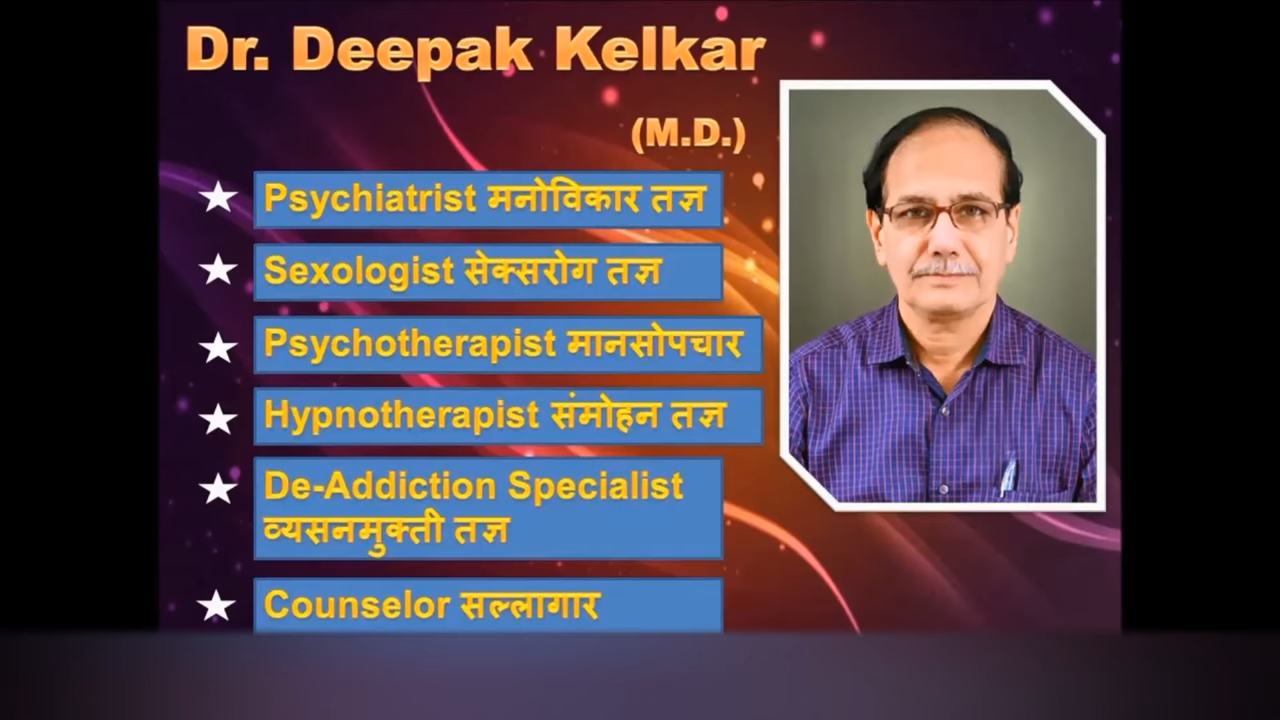 Dr. Deepak Kelkar
(M.D.)
Psychiatrist मनोविकार तज्ञ
Sexologist सेक्सरोग तज्ञ
Psychotherapist मानसोपचार
Hypnotherapist संमोहन तज्ञ
De-Addiction Specialist
व्यसनमुक्ती तज्ञ
Counselor सल्लागार